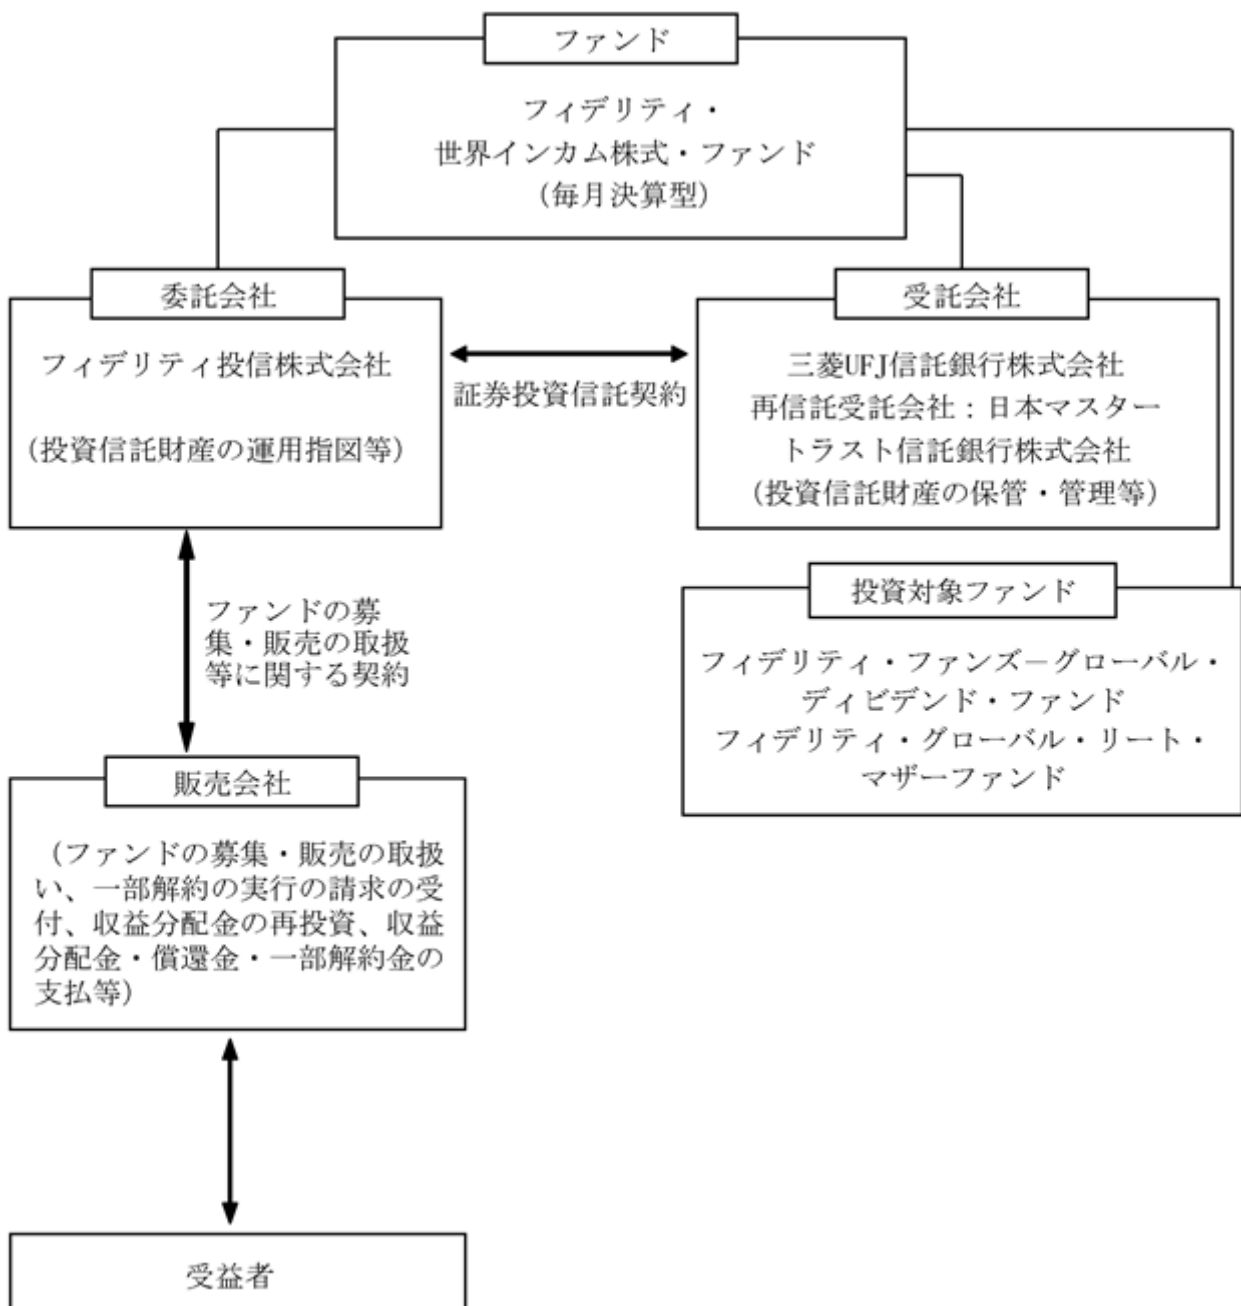 ファンド
フィデリティ・
世界インカム株式・ファンド
（毎月決算型）
委託会社
フィデリティ投信株式会社
（投資信託財産の運用指図等）
証券投資信託契約
受託会社
三菱UFJ信託銀行株式会社
再信託受託会社：日本マスター
トラスト信託銀行株式会社
（投資信託財産の保管・管理等）
投資対象ファンド
フィデリティ・ファンズ－グローバル・
ディビデンド・ファンド
フィデリティ・グローバル・リート・
マザーファンド
ファンドの募
集・販売の取扱
等に関する契約
販売会社
（ファンドの募集・販売の取扱
い、一部解約の実行の請求の受
付、収益分配金の再投資、収益
分配金・償還金・一部解約金の
支払等）
受益者